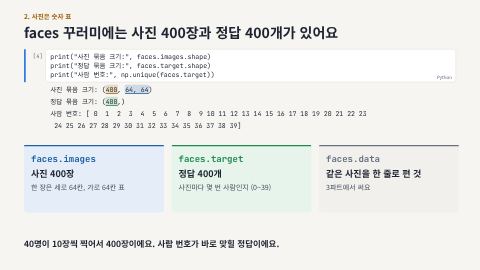 2. 사진은 숫자 표
faces 꾸러미에는 사진 400장과 정답 400개가 있어요
[4]
print("사진 묶음 크기:", faces.images.shape)
print("정답 묶음 크기:", faces.target.shape)
print("사람 번호:", np.unique(faces.target))
Python
사진 묶음 크기: (400, 64, 64)
정답 묶음 크기: (400,)
사람 번호: [ 0 1 2 3 4 5 6 7 8 9 10 11 12 13 14 15 16 17 18 19 20 21 22 23
24 25 26 27 28 29 30 31 32 33 34 35 36 37 38 39]
faces.images
사진 400장
한 장은 세로 64칸, 가로 64칸 표
faces.target
정답 400개
사진마다 몇 번 사람인지 (0~39)
faces.data
같은 사진을 한 줄로 편 것
3파트에서 써요
40명이 10장씩 찍어서 400장이에요. 사람 번호가 바로 맞힐 정답이에요.